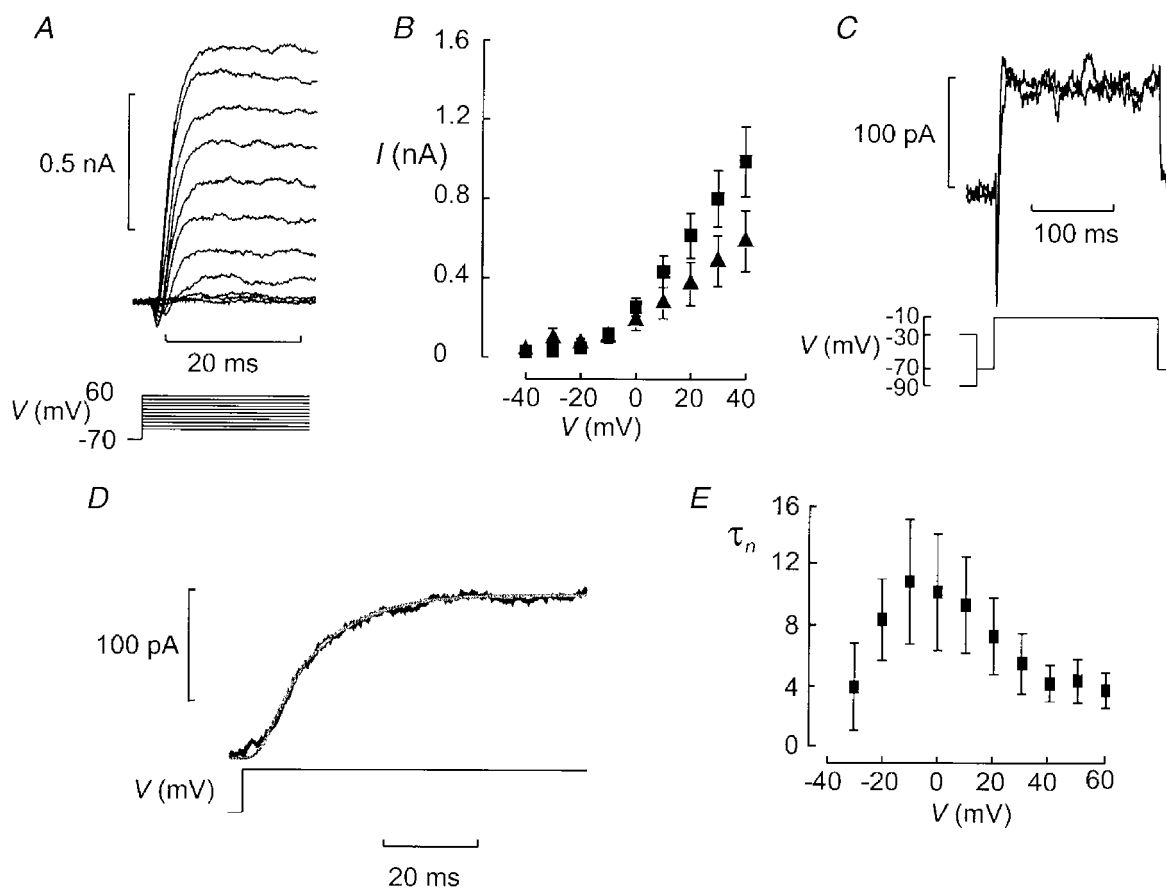 A
0.5 nA
20 ms
V (mV)
60
-70
B
I (nA)
1.6
1.2
0.8
0.4
0
-40 -20 0 20 40
V (mV)
C
100 pA
100 ms
V (mV)
-10
-30
-70
-90
D
100 pA
V (mV)
20 ms
E
τn
16
12
8
4
0
-40 -20 0 20 40 60
V (mV)